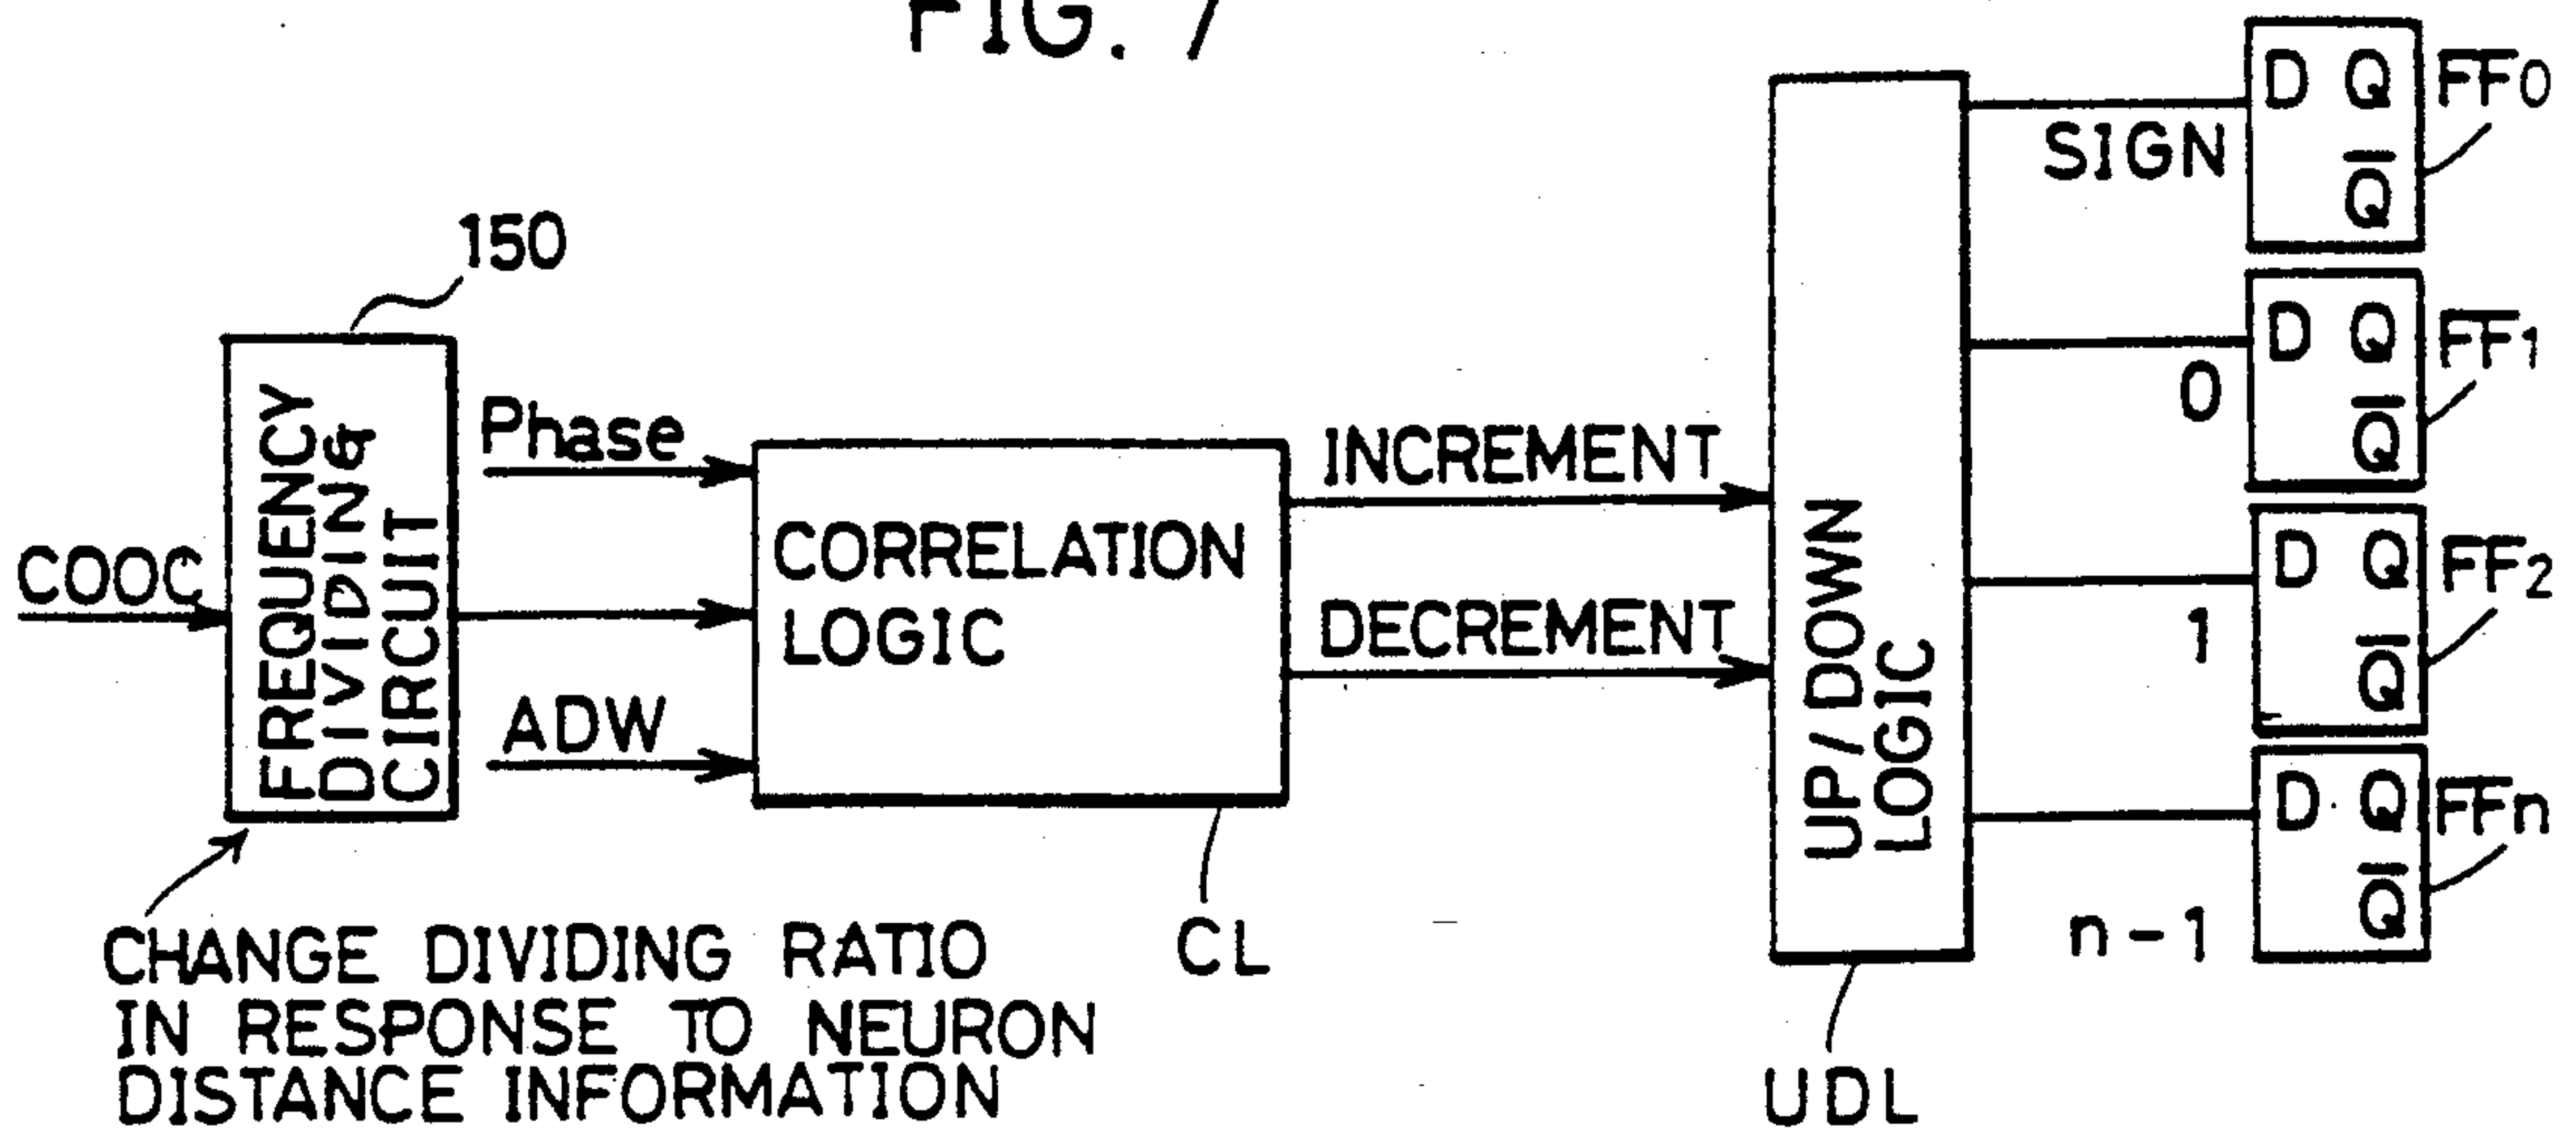 FIG. 7
150
COOC
FREQUENCY
DIVIDING
CIRCUIT
CHANGE DIVIDING RATIO
IN RESPONSE TO NEURON
DISTANCE INFORMATION
Phase
ADW
CORRELATION
LOGIC
CL
INCREMENT
DECREMENT
UP/DOWN
LOGIC
UDL
SIGN
D Q
Q̅
FF0
0
D Q
Q̅
FF1
1
D Q
Q̅
FF2
n-1
D Q
Q̅
FFn